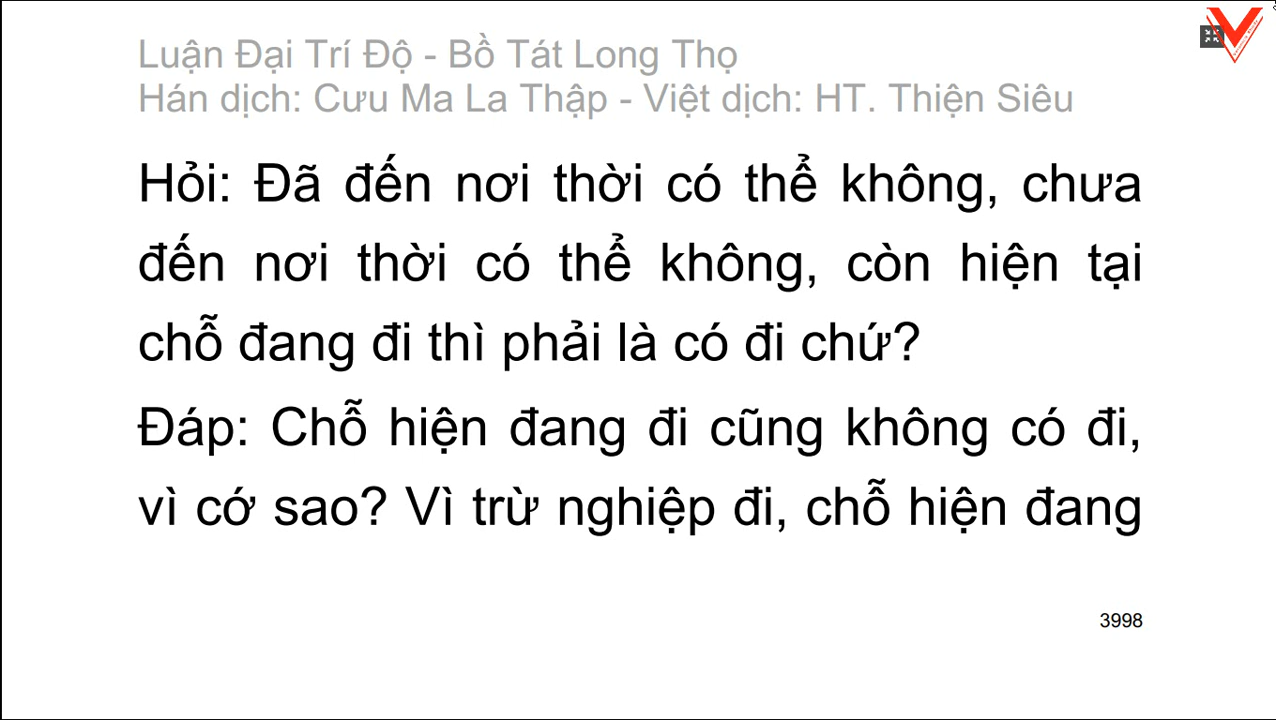 Luận Đại Trí Độ - Bồ Tát Long Thọ
Hán dịch: Cưu Ma La Thập - Việt dịch: HT. Thiện Siêu
Hỏi: Đã đến nơi thời có thể không, chưa
đến nơi thời có thể không, còn hiện tại
chỗ đang đi thì phải là có đi chứ?
Đáp: Chỗ hiện đang đi cũng không có đi,
vì cớ sao? Vì trừ nghiệp đi, chỗ hiện đang
3998